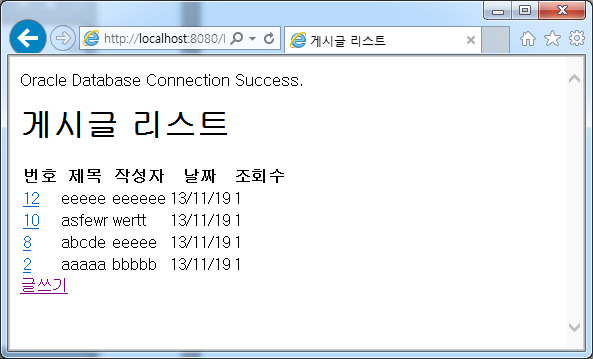 http://localhost:8080/l
게시글 리스트
Oracle Database Connection Success.
게시글 리스트
번호 제목 작성자 날짜 조회수
12 eeeee eeeeee 13/11/19 1
10 asfewr wertt 13/11/19 1
8 abcde eeeee 13/11/19 1
2 aaaaa bbbbb 13/11/19 1
글쓰기